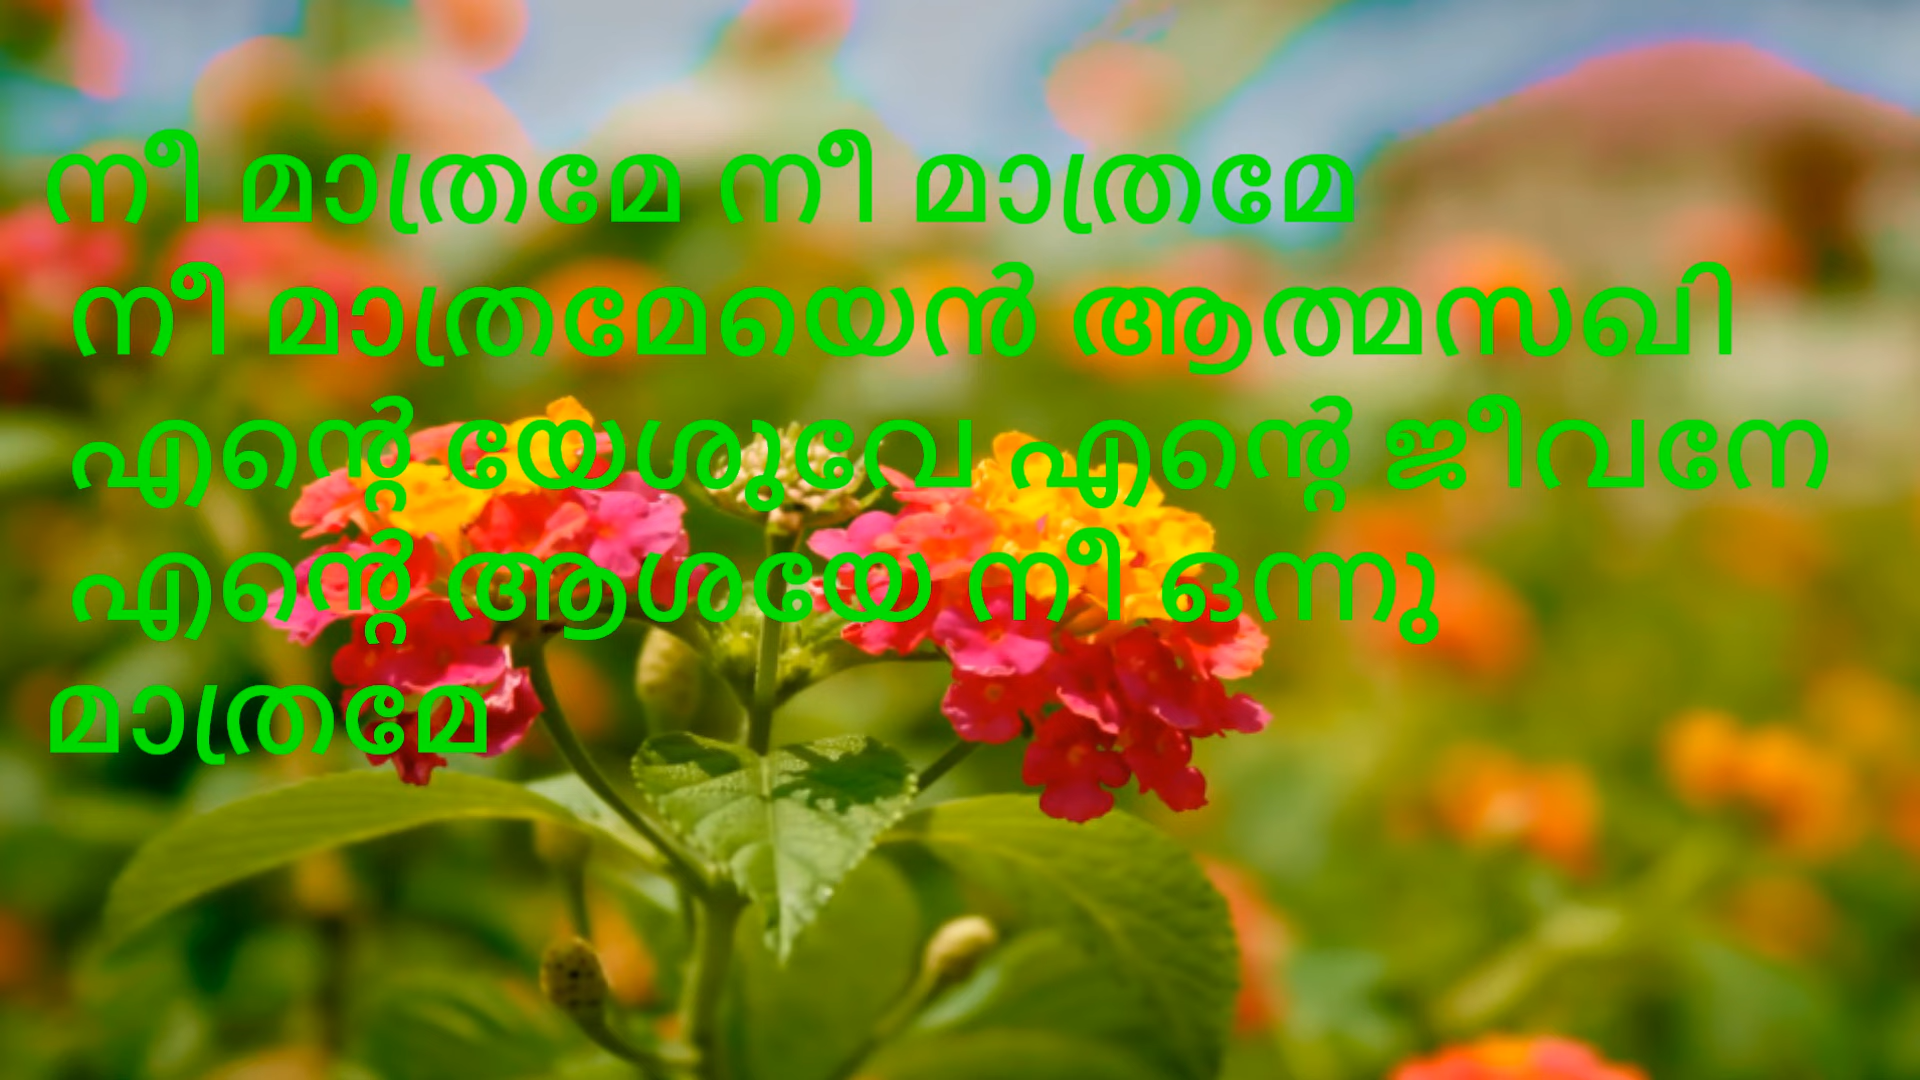 നീ മാത്രമേ നീ മാത്രമേ
നീ മാത്രമേയെൻ ആത്മസഖി
എന്റെ യേശുവേ എന്റെ ജീവനേ
എന്റെ ആശയേ നീ ഒന്നു
മാത്രമേ